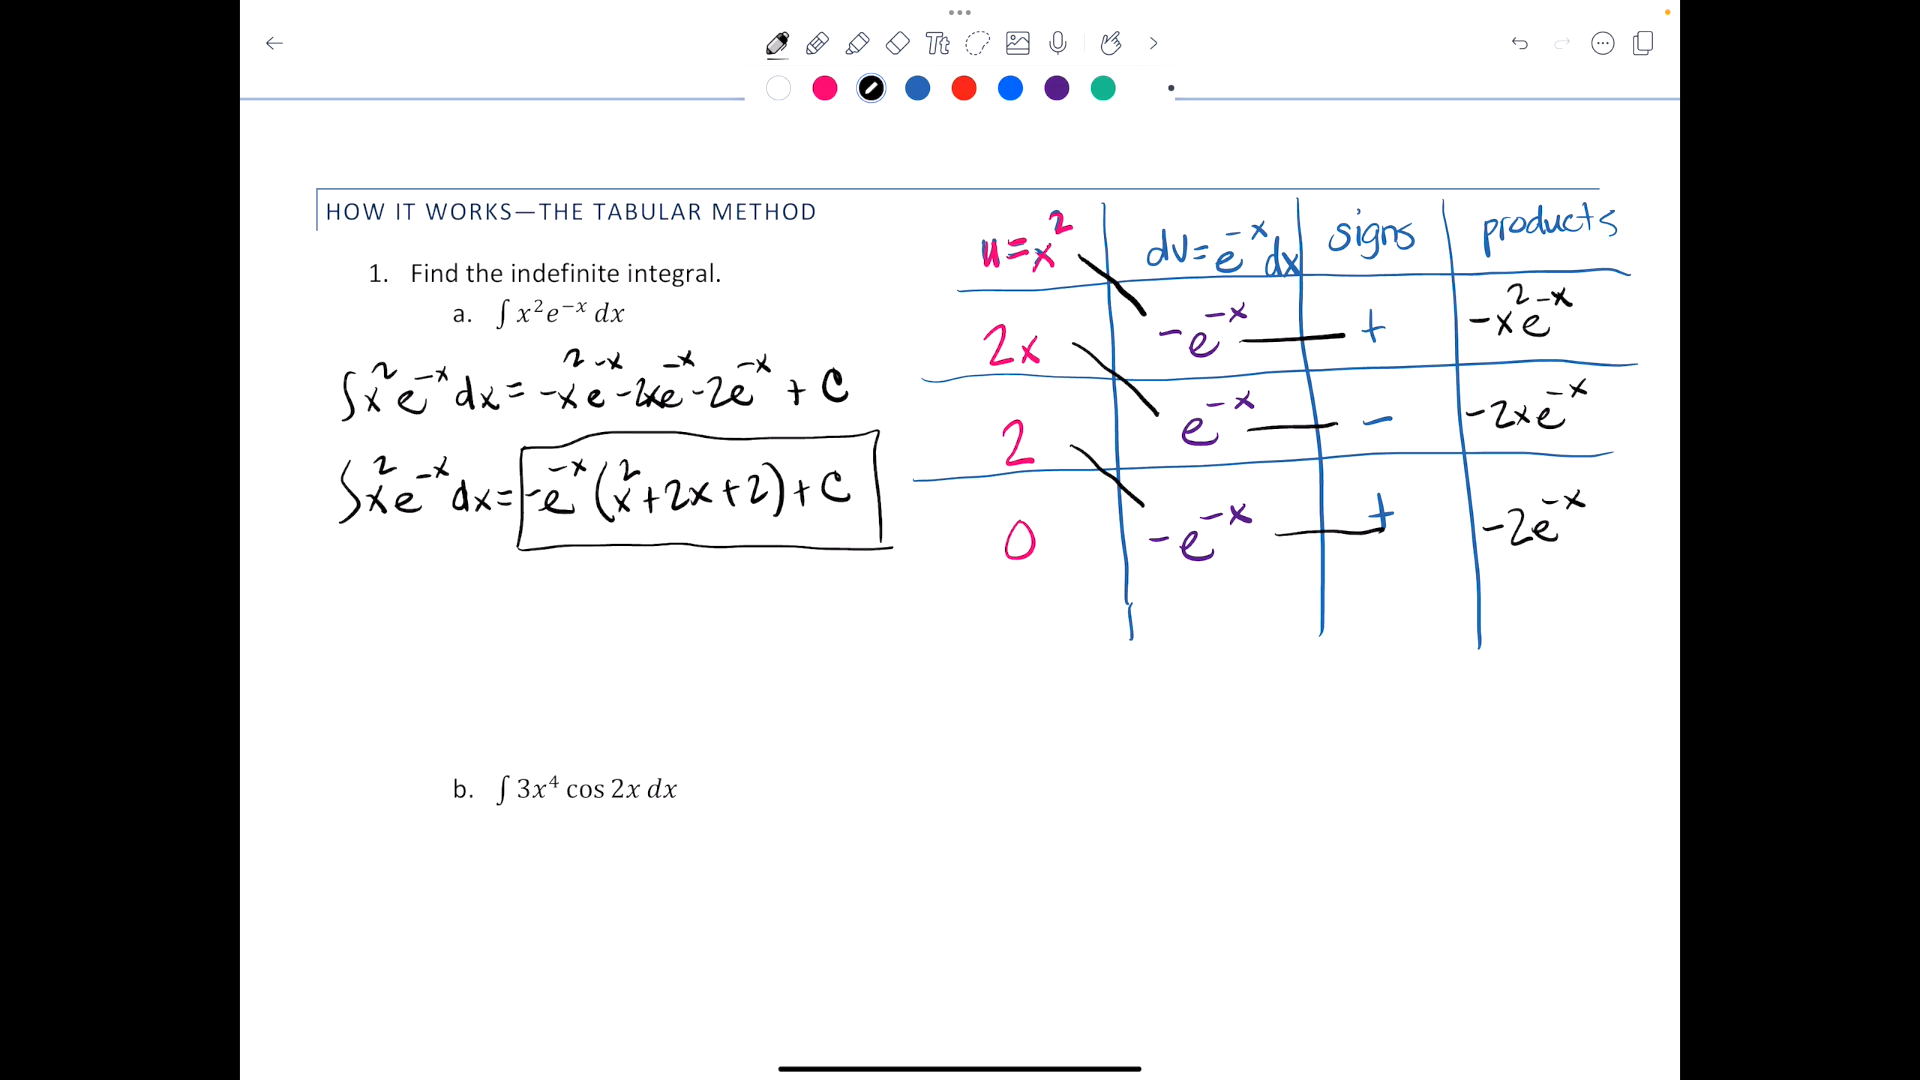 Tt
HOW IT WORKS—THE TABULAR METHOD
1. Find the indefinite integral.
a. ∫ x²e⁻ˣ dx
∫x²e⁻ˣdx = -x²e⁻ˣ-2xe⁻ˣ-2e⁻ˣ + C
∫x²e⁻ˣdx = -e⁻ˣ(x²+2x+2)+C
u=x² dv=e⁻ˣdx signs products
2x -e⁻ˣ + -x²e⁻ˣ
2 e⁻ˣ - -2xe⁻ˣ
0 -e⁻ˣ + -2e⁻ˣ
b. ∫ 3x⁴ cos 2x dx